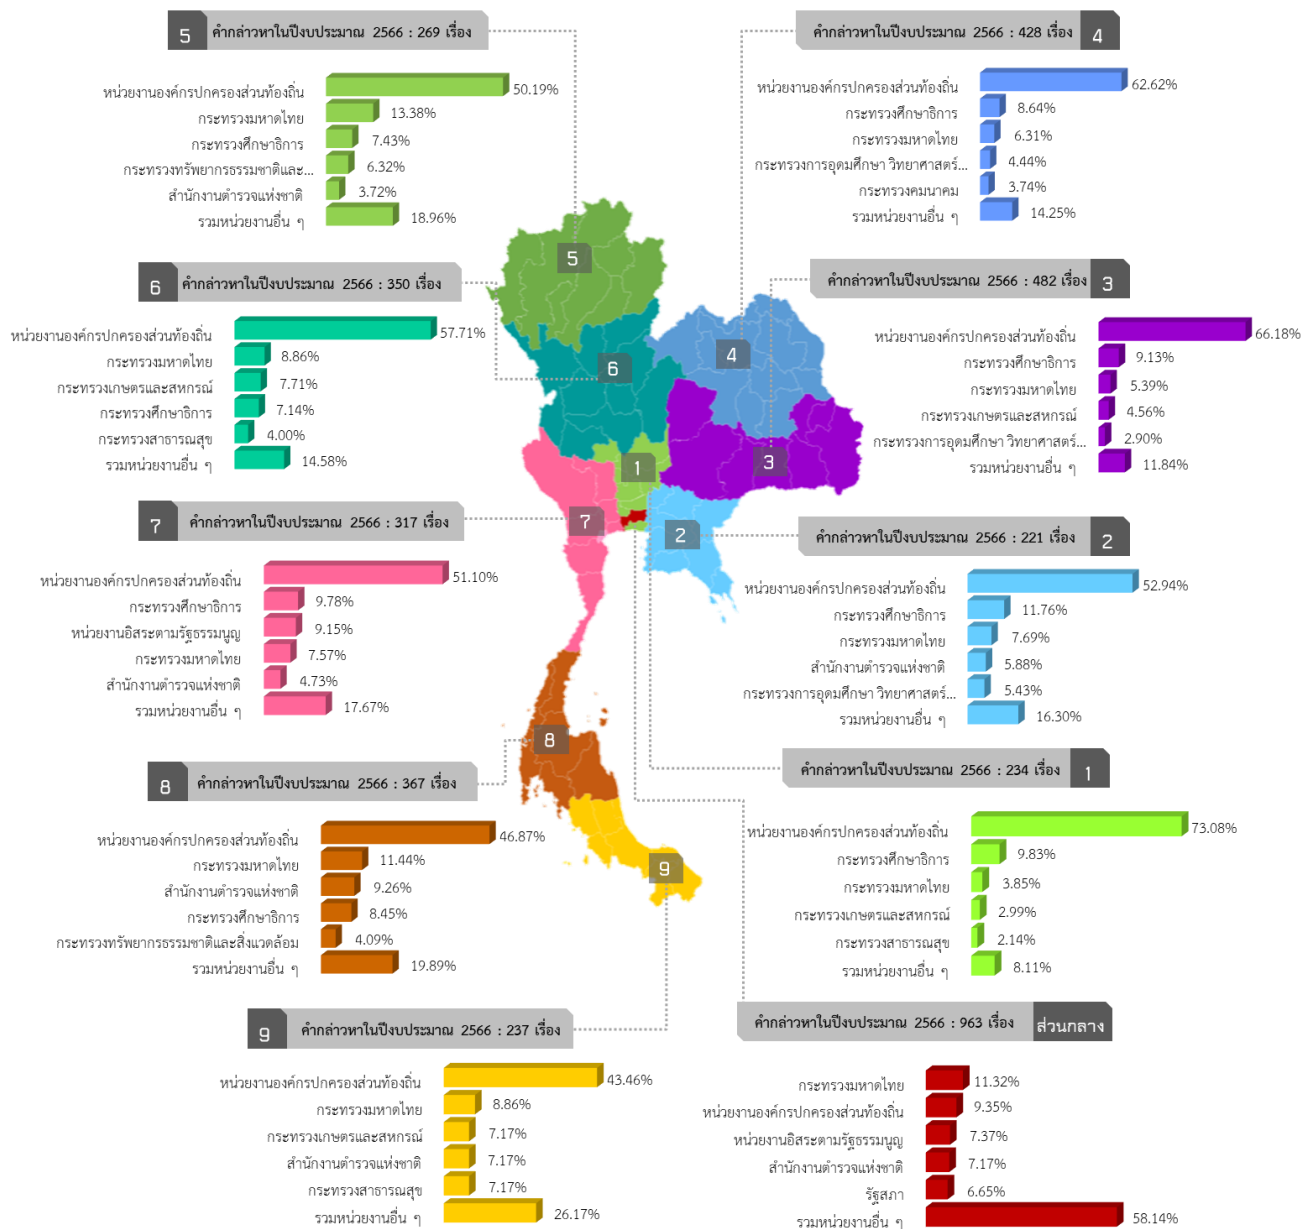 5 คำกล่าวหาในปีงบประมาณ 2566 : 269 เรื่อง
หน่วยงานองค์กรปกครองส่วนท้องถิ่น 50.19%
กระทรวงมหาดไทย 13.38%
กระทรวงศึกษาธิการ 7.43%
กระทรวงทรัพยากรธรรมชาติและ... 6.32%
สำนักงานตำรวจแห่งชาติ 3.72%
รวมหน่วยงานอื่น ๆ 18.96%
คำกล่าวหาในปีงบประมาณ 2566 : 428 เรื่อง 4
หน่วยงานองค์กรปกครองส่วนท้องถิ่น 62.62%
กระทรวงศึกษาธิการ 8.64%
กระทรวงมหาดไทย 6.31%
กระทรวงการอุดมศึกษา วิทยาศาสตร์... 4.44%
กระทรวงคมนาคม 3.74%
รวมหน่วยงานอื่น ๆ 14.25%
6 คำกล่าวหาในปีงบประมาณ 2566 : 350 เรื่อง
หน่วยงานองค์กรปกครองส่วนท้องถิ่น 57.71%
กระทรวงมหาดไทย 8.86%
กระทรวงเกษตรและสหกรณ์ 7.71%
กระทรวงศึกษาธิการ 7.14%
กระทรวงสาธารณสุข 4.00%
รวมหน่วยงานอื่น ๆ 14.58%
คำกล่าวหาในปีงบประมาณ 2566 : 482 เรื่อง 3
หน่วยงานองค์กรปกครองส่วนท้องถิ่น 66.18%
กระทรวงศึกษาธิการ 9.13%
กระทรวงมหาดไทย 5.39%
กระทรวงเกษตรและสหกรณ์ 4.56%
กระทรวงการอุดมศึกษา วิทยาศาสตร์... 2.90%
รวมหน่วยงานอื่น ๆ 11.84%
5
4
6
1
3
7
2
8
9
7 คำกล่าวหาในปีงบประมาณ 2566 : 317 เรื่อง
หน่วยงานองค์กรปกครองส่วนท้องถิ่น 51.10%
กระทรวงศึกษาธิการ 9.78%
หน่วยงานอิสระตามรัฐธรรมนูญ 9.15%
กระทรวงมหาดไทย 7.57%
สำนักงานตำรวจแห่งชาติ 4.73%
รวมหน่วยงานอื่น ๆ 17.67%
คำกล่าวหาในปีงบประมาณ 2566 : 221 เรื่อง 2
หน่วยงานองค์กรปกครองส่วนท้องถิ่น 52.94%
กระทรวงศึกษาธิการ 11.76%
กระทรวงมหาดไทย 7.69%
สำนักงานตำรวจแห่งชาติ 5.88%
กระทรวงการอุดมศึกษา วิทยาศาสตร์... 5.43%
รวมหน่วยงานอื่น ๆ 16.30%
8 คำกล่าวหาในปีงบประมาณ 2566 : 367 เรื่อง
หน่วยงานองค์กรปกครองส่วนท้องถิ่น 46.87%
กระทรวงมหาดไทย 11.44%
สำนักงานตำรวจแห่งชาติ 9.26%
กระทรวงศึกษาธิการ 8.45%
กระทรวงทรัพยากรธรรมชาติและสิ่งแวดล้อม 4.09%
รวมหน่วยงานอื่น ๆ 19.89%
คำกล่าวหาในปีงบประมาณ 2566 : 234 เรื่อง 1
หน่วยงานองค์กรปกครองส่วนท้องถิ่น 73.08%
กระทรวงศึกษาธิการ 9.83%
กระทรวงมหาดไทย 3.85%
กระทรวงเกษตรและสหกรณ์ 2.99%
กระทรวงสาธารณสุข 2.14%
รวมหน่วยงานอื่น ๆ 8.11%
9 คำกล่าวหาในปีงบประมาณ 2566 : 237 เรื่อง
หน่วยงานองค์กรปกครองส่วนท้องถิ่น 43.46%
กระทรวงมหาดไทย 8.86%
กระทรวงเกษตรและสหกรณ์ 7.17%
สำนักงานตำรวจแห่งชาติ 7.17%
กระทรวงสาธารณสุข 7.17%
รวมหน่วยงานอื่น ๆ 26.17%
คำกล่าวหาในปีงบประมาณ 2566 : 963 เรื่อง ส่วนกลาง
กระทรวงมหาดไทย 11.32%
หน่วยงานองค์กรปกครองส่วนท้องถิ่น 9.35%
หน่วยงานอิสระตามรัฐธรรมนูญ 7.37%
สำนักงานตำรวจแห่งชาติ 7.17%
รัฐสภา 6.65%
รวมหน่วยงานอื่น ๆ 58.14%